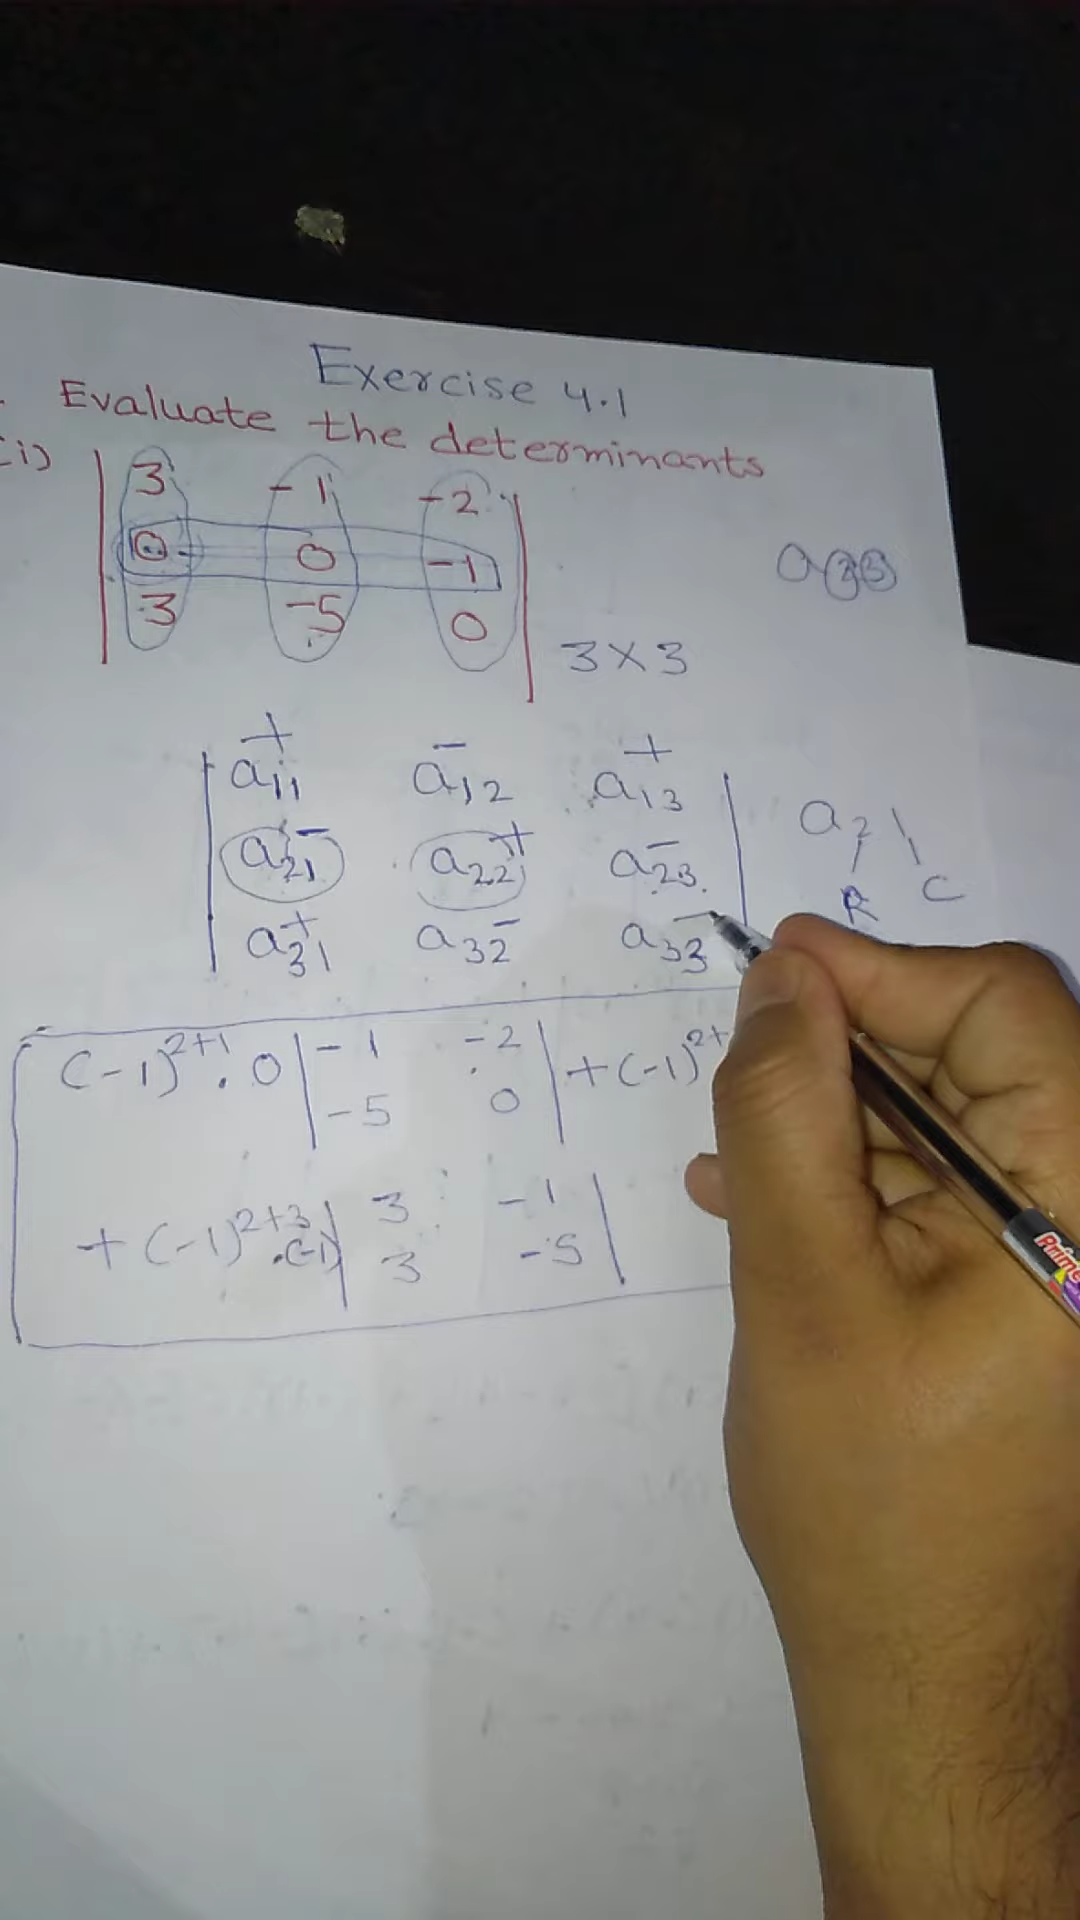 Exercise 4.1
Evaluate the determinants
(i)
3 -1 -2
0 0 -1
3 -5 0
3×3
a₁₁⁺ a₁₂⁻ a₁₃⁺
a₂₁⁻ a₂₂⁺ a₂₃⁻
a₃₁⁺ a₃₂⁻ a₃₃⁻
a₂₁
R C
(-1)²⁺¹ . 0 | -1 -2 | + (-1)²⁺
-5 0
+ (-1)²⁺³ .(-1) | 3 -1 |
3 -5
Prime